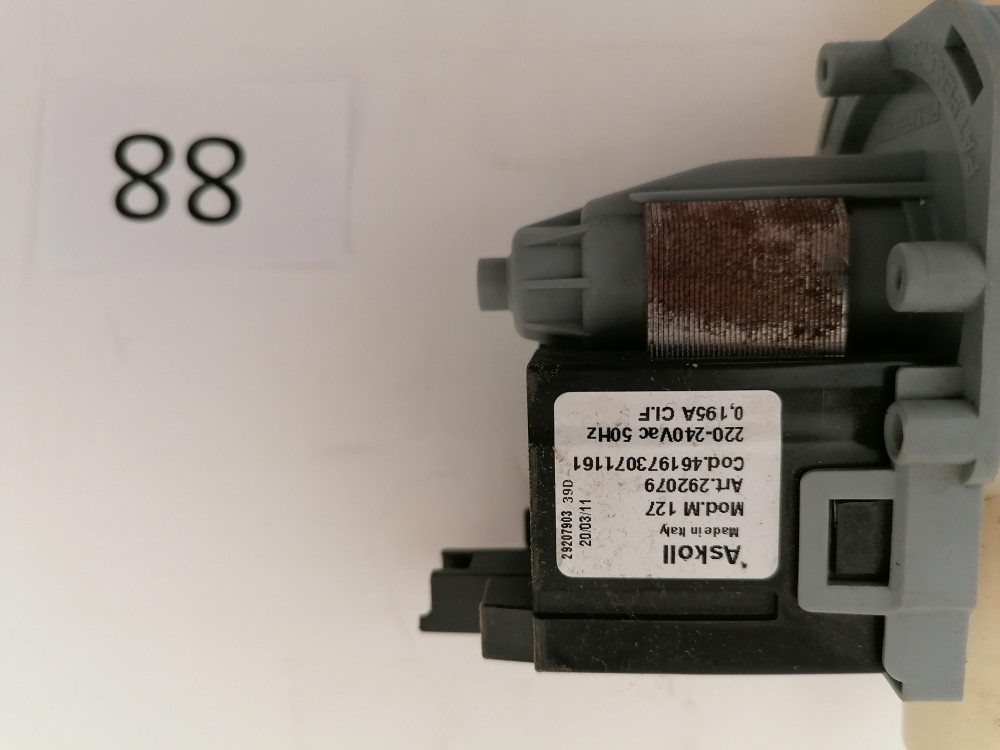 88
Askoll
Made in Italy
Mod.M 127
Art.292079
Cod.461973071161
220-240Vac 50Hz
0,195A Cl.F
29207903 39D
20/03/11